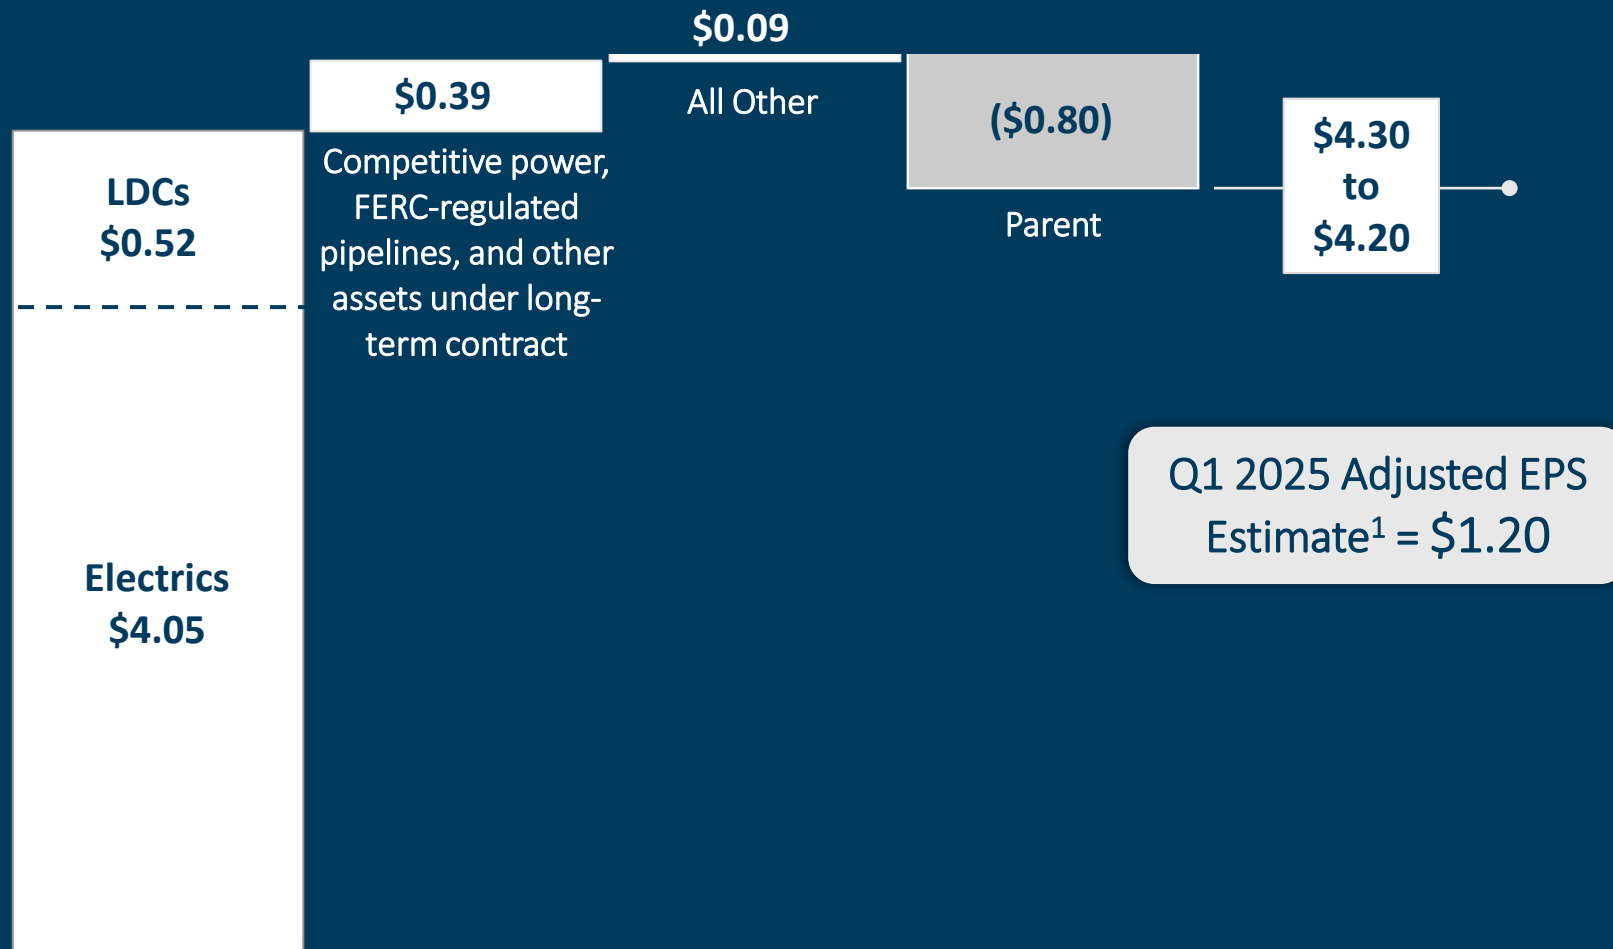 LDCs
$0.52
Electrics
$4.05
$0.39
Competitive power,
FERC-regulated
pipelines, and other
assets under long-
term contract
$0.09
All Other
($0.80)
Parent
$4.30
to
$4.20
Q1 2025 Adjusted EPS
Estimate¹ = $1.20